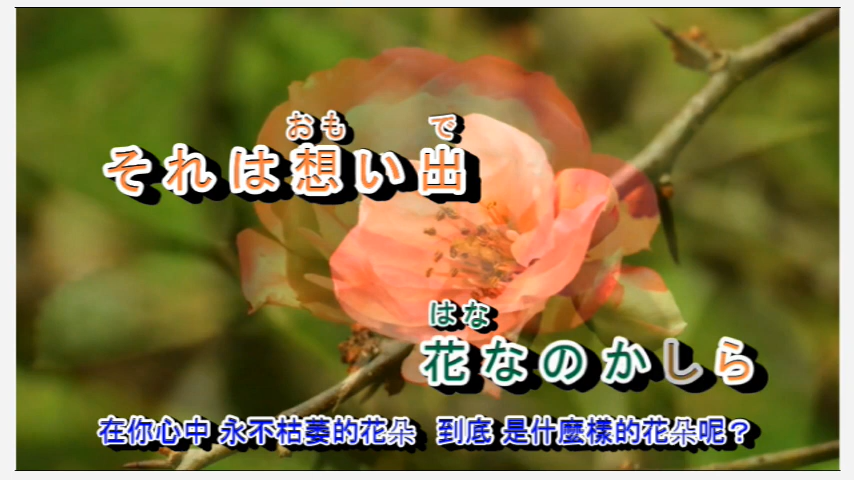 おも で
それは想い出
はな
花なのかしら
在你心中 永不枯萎的花朵 到底 是什麼樣的花朵呢？